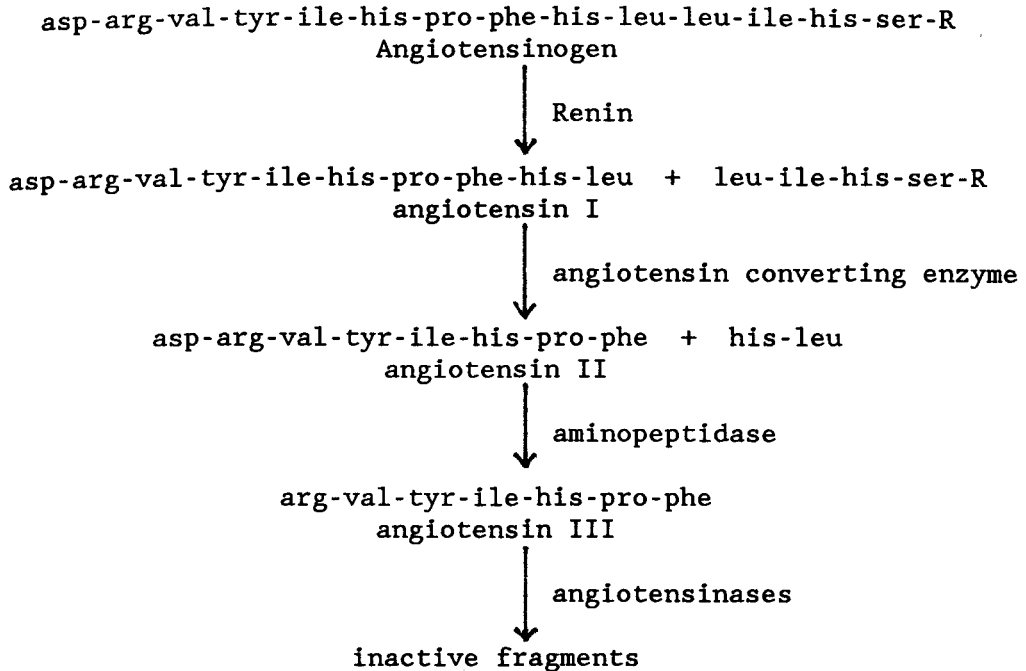 asp-arg-val-tyr-ile-his-pro-phe-his-leu-leu-ile-his-ser-R
Angiotensinogen
Renin
asp-arg-val-tyr-ile-his-pro-phe-his-leu + leu-ile-his-ser-R
angiotensin I
angiotensin converting enzyme
asp-arg-val-tyr-ile-his-pro-phe + his-leu
angiotensin II
aminopeptidase
arg-val-tyr-ile-his-pro-phe
angiotensin III
angiotensinases
inactive fragments